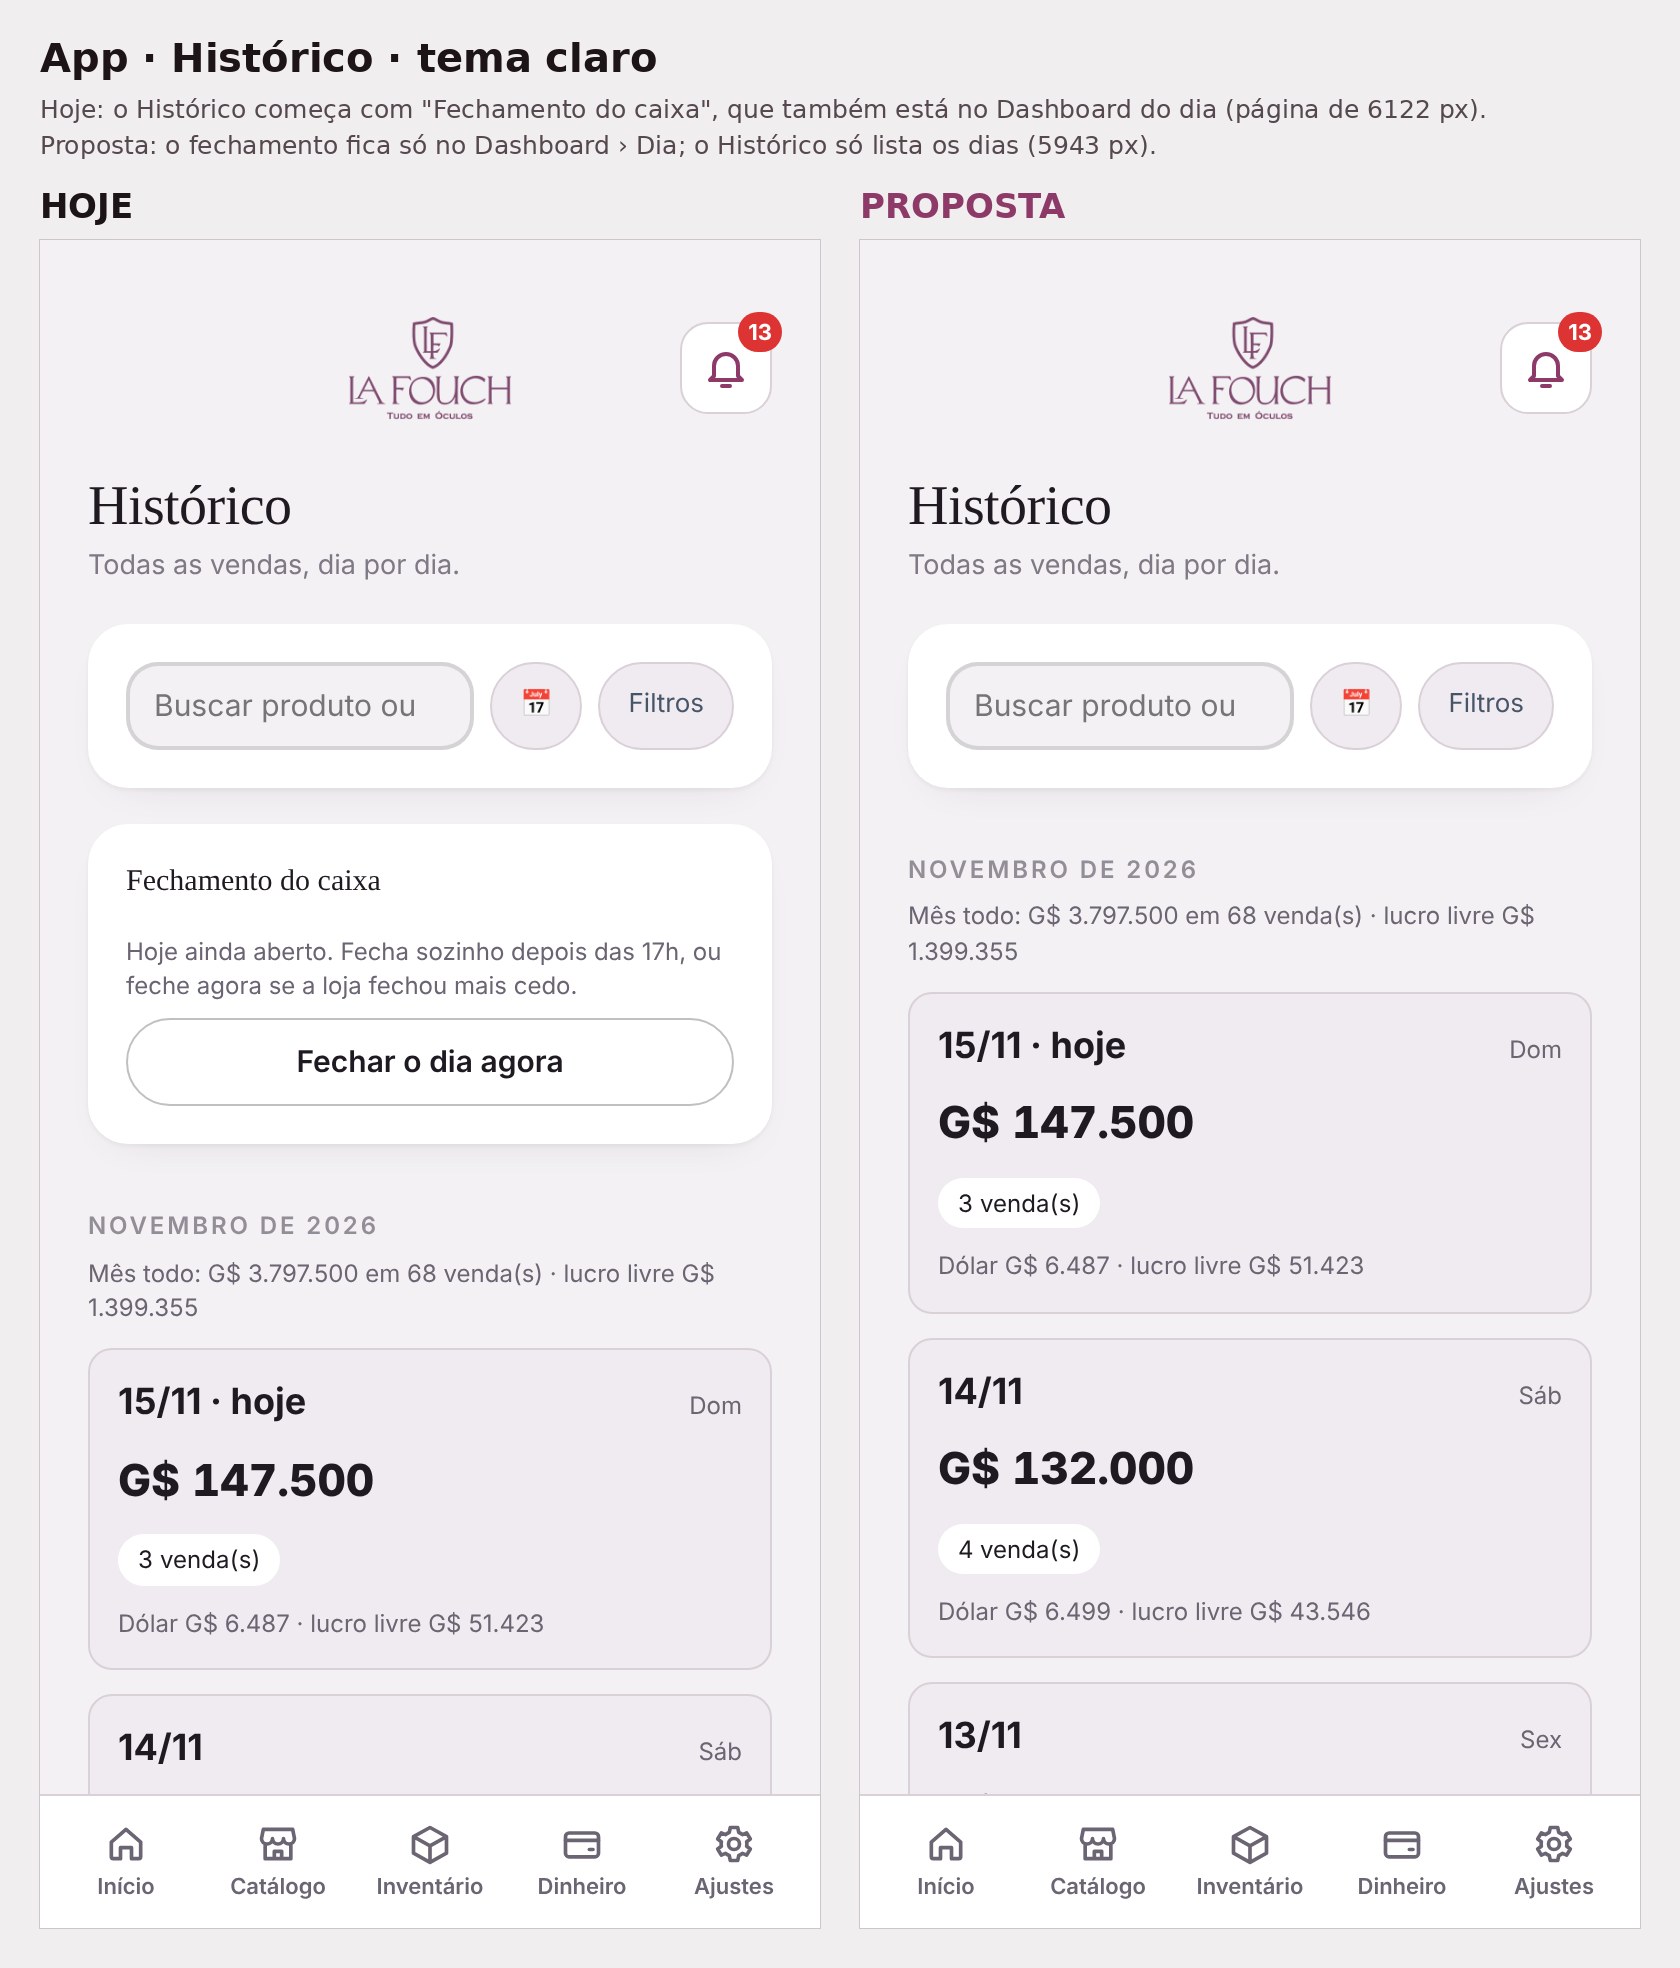 App · Histórico · tema claro
Hoje: o Histórico começa com "Fechamento do caixa", que também está no Dashboard do dia (página de 6122 px).
Proposta: o fechamento fica só no Dashboard › Dia; o Histórico só lista os dias (5943 px).
HOJE
LF
LA FOUCH
Tudo em Óculos
13
Histórico
Todas as vendas, dia por dia.
Buscar produto ou
July
17
Filtros
Fechamento do caixa
Hoje ainda aberto. Fecha sozinho depois das 17h, ou
feche agora se a loja fechou mais cedo.
Fechar o dia agora
NOVEMBRO DE 2026
Mês todo: G$ 3.797.500 em 68 venda(s) · lucro livre G$
1.399.355
15/11 · hoje
Dom
G$ 147.500
3 venda(s)
Dólar G$ 6.487 · lucro livre G$ 51.423
14/11
Sáb
Início
Catálogo
Inventário
Dinheiro
Ajustes
PROPOSTA
LF
LA FOUCH
Tudo em Óculos
13
Histórico
Todas as vendas, dia por dia.
Buscar produto ou
July
17
Filtros
NOVEMBRO DE 2026
Mês todo: G$ 3.797.500 em 68 venda(s) · lucro livre G$
1.399.355
15/11 · hoje
Dom
G$ 147.500
3 venda(s)
Dólar G$ 6.487 · lucro livre G$ 51.423
14/11
Sáb
G$ 132.000
4 venda(s)
Dólar G$ 6.499 · lucro livre G$ 43.546
13/11
Sex
Início
Catálogo
Inventário
Dinheiro
Ajustes